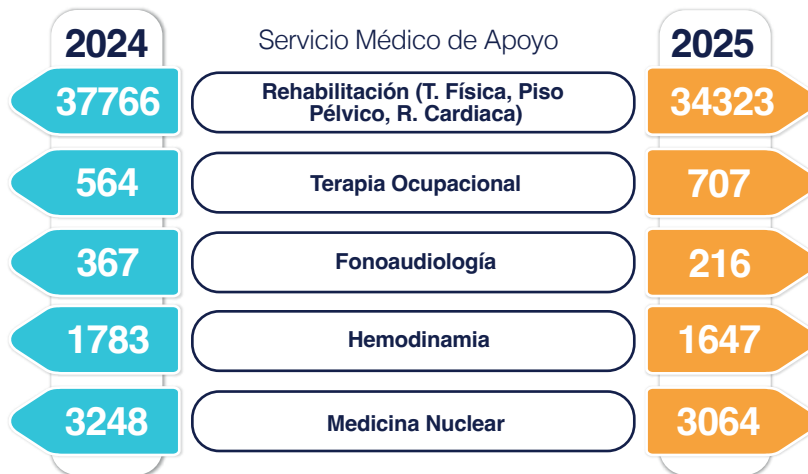 2024 Servicio Médico de Apoyo 2025
37766 Rehabilitación (T. Física, Piso
Pélvico, R. Cardiaca) 34323
564 Terapia Ocupacional 707
367 Fonoaudiología 216
1783 Hemodinamia 1647
3248 Medicina Nuclear 3064